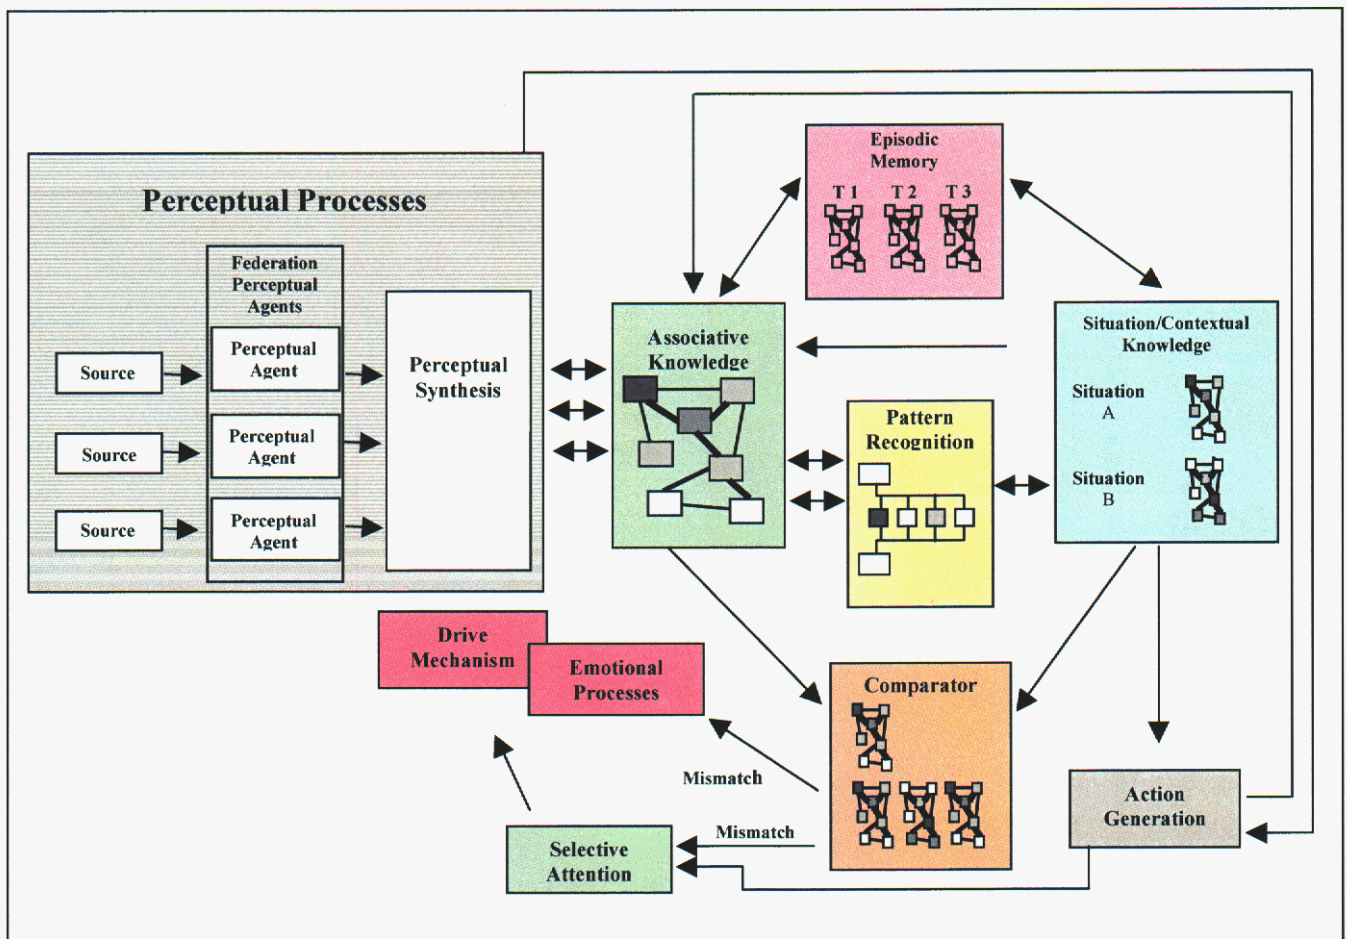 Perceptual Processes
Federation
Perceptual
Agents
Source
Perceptual
Agent
Source
Perceptual
Agent
Source
Perceptual
Agent
Perceptual
Synthesis
Associative
Knowledge
Episodic
Memory
T 1 T 2 T 3
Pattern
Recognition
Situation/Contextual
Knowledge
Situation
A
Situation
B
Drive
Mechanism
Emotional
Processes
Comparator
Mismatch
Mismatch
Selective
Attention
Action
Generation